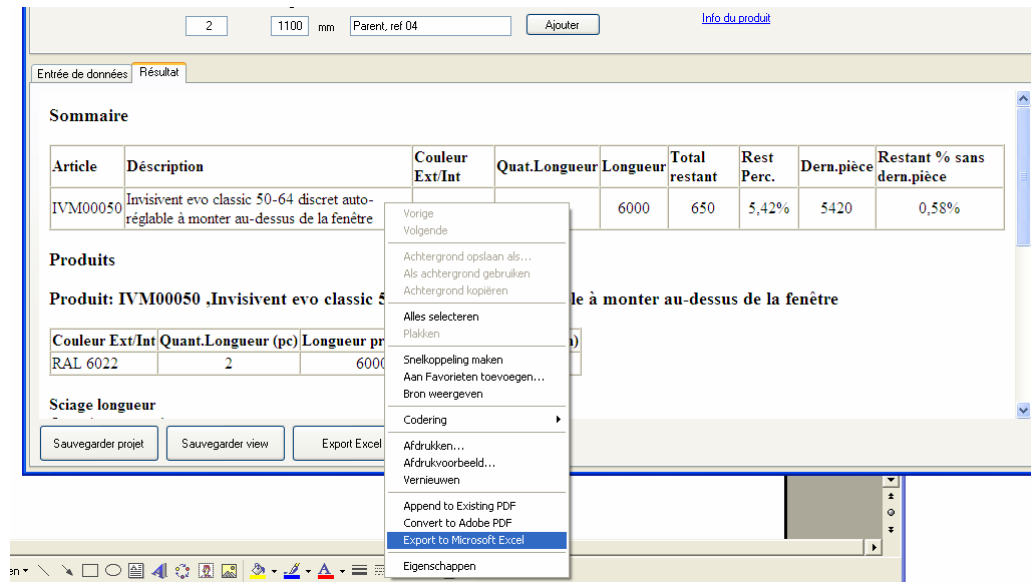 2 1100 mm Parent, ref 04 Ajouter Info du produit
Entrée de données Résultat
Sommaire
Article Déscription Couleur Ext/Int Quat.Longueur Longueur Total restant Rest Perc. Dern.pièce Restant % sans dern.pièce
IVM00050 Invisivent evo classic 50-64 discret auto-réglable à monter au-dessus de la fenêtre 6000 650 5,42% 5420 0,58%
Produits
Produit: IVM00050 ,Invisivent evo classic 5 le à monter au-dessus de la fenêtre
Couleur Ext/Int Quant.Longueur (pc) Longueur pr )
RAL 6022 2 6000
Sciage longueur
Sauvegarder projet Sauvegarder view Export Excel
Vorige
Volgende
Achtergrond opslaan als...
Als achtergrond gebruiken
Achtergrond kopiëren
Alles selecteren
Plakken
Snelkoppeling maken
Aan Favorieten toevoegen...
Bron weergeven
Codering
Afdrukken...
Afdrukvoorbeeld...
Vernieuwen
Append to Existing PDF
Convert to Adobe PDF
Export to Microsoft Excel
Eigenschappen
en